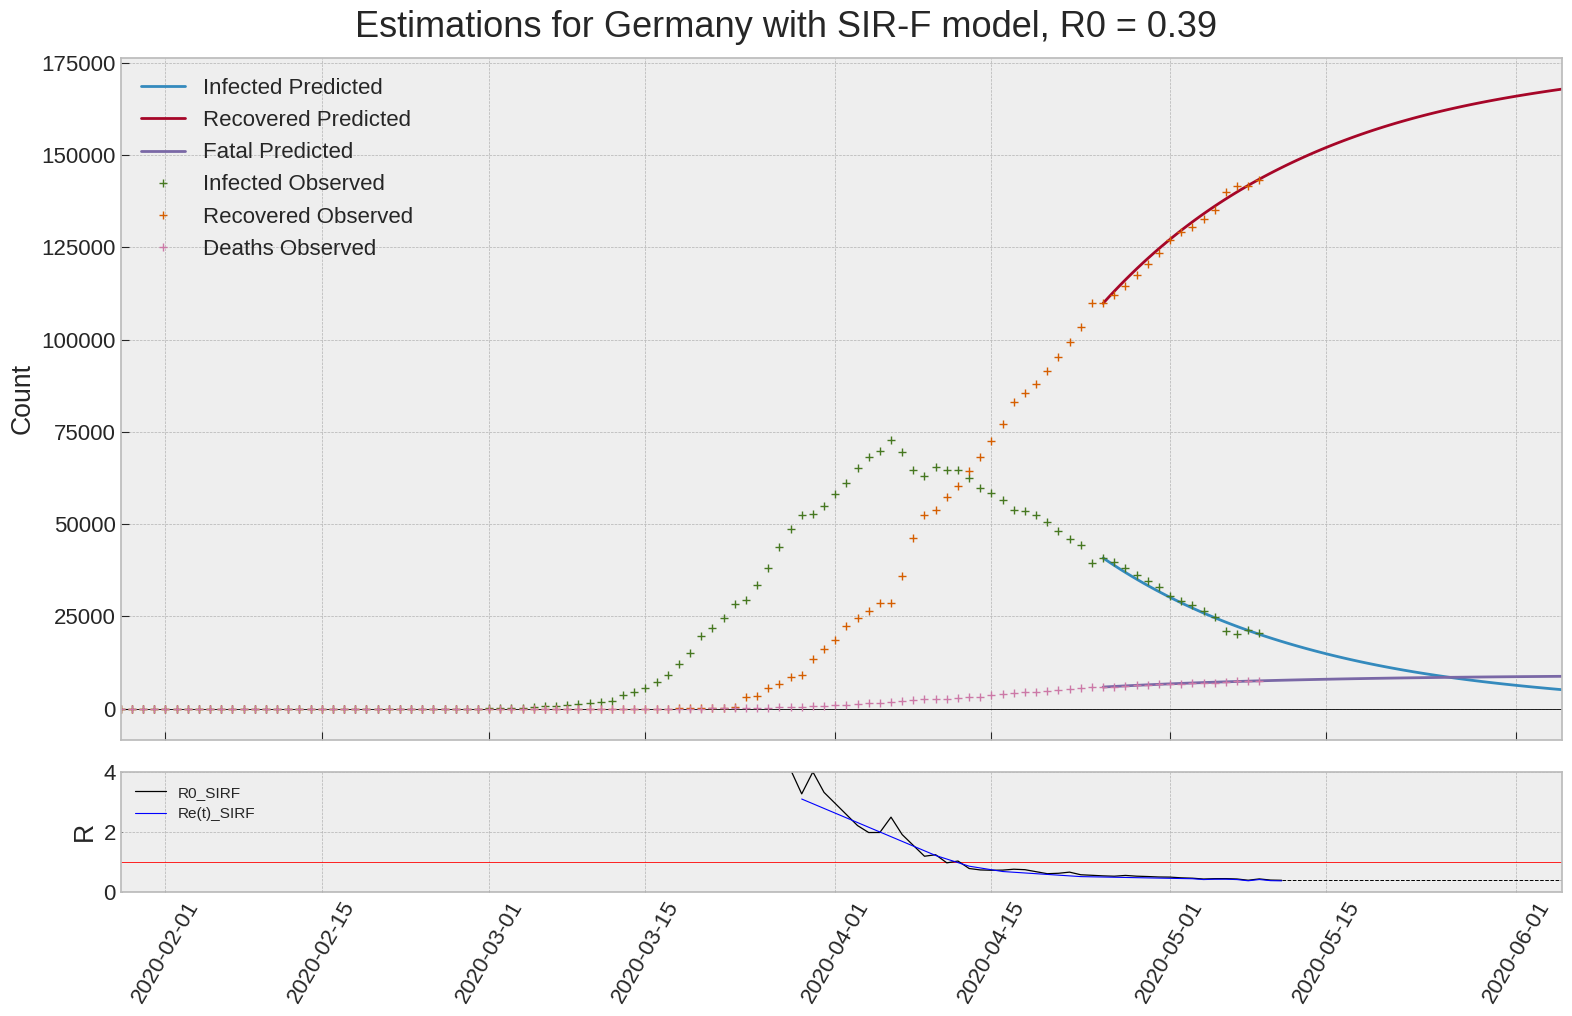 Estimations for Germany with SIR-F model, R0 = 0.39
175000
150000
125000
100000
75000
50000
25000
0
Count
Infected Predicted
Recovered Predicted
Fatal Predicted
Infected Observed
Recovered Observed
Deaths Observed
4
2
0
R
R0_SIRF
Re(t)_SIRF
2020-02-01
2020-02-15
2020-03-01
2020-03-15
2020-04-01
2020-04-15
2020-05-01
2020-05-15
2020-06-01